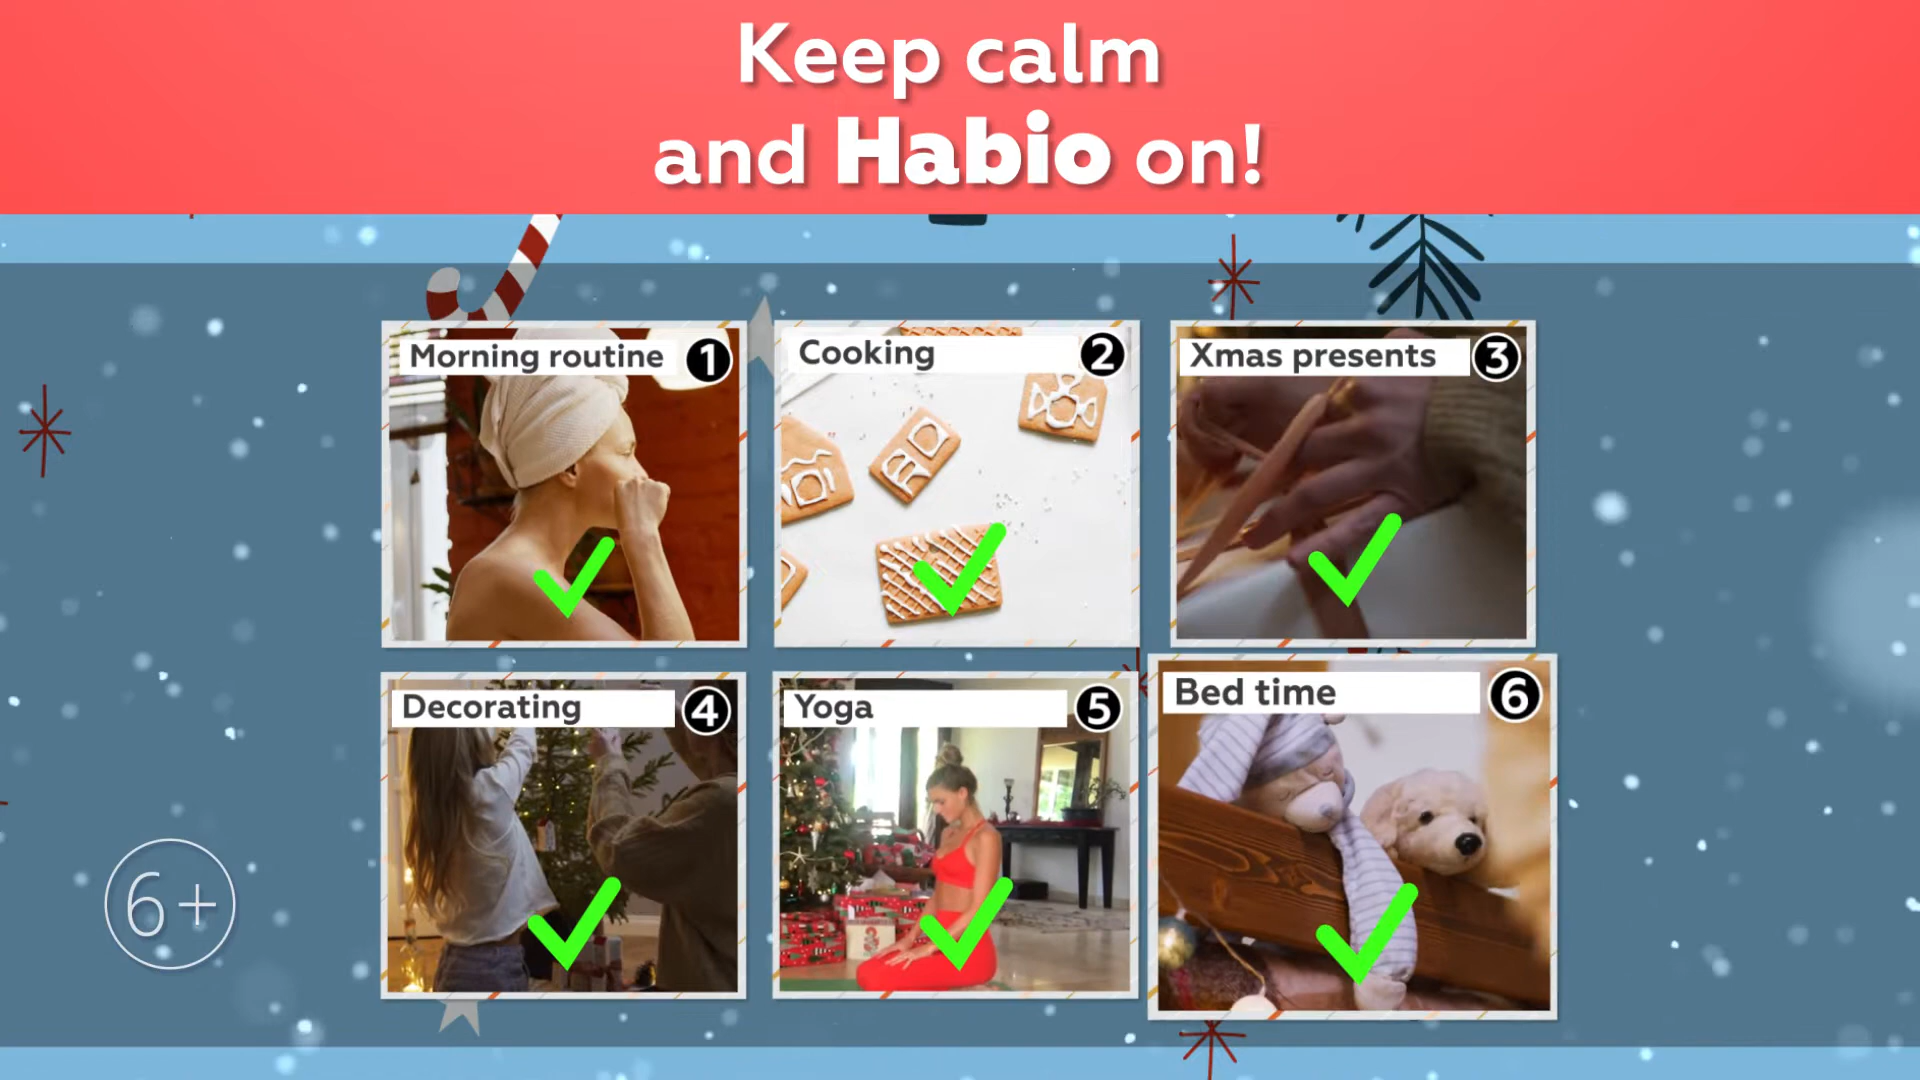 Keep calm
and Habio on!
Morning routine 1
Cooking 2
Xmas presents 3
Decorating 4
Yoga 5
Bed time 6
6+